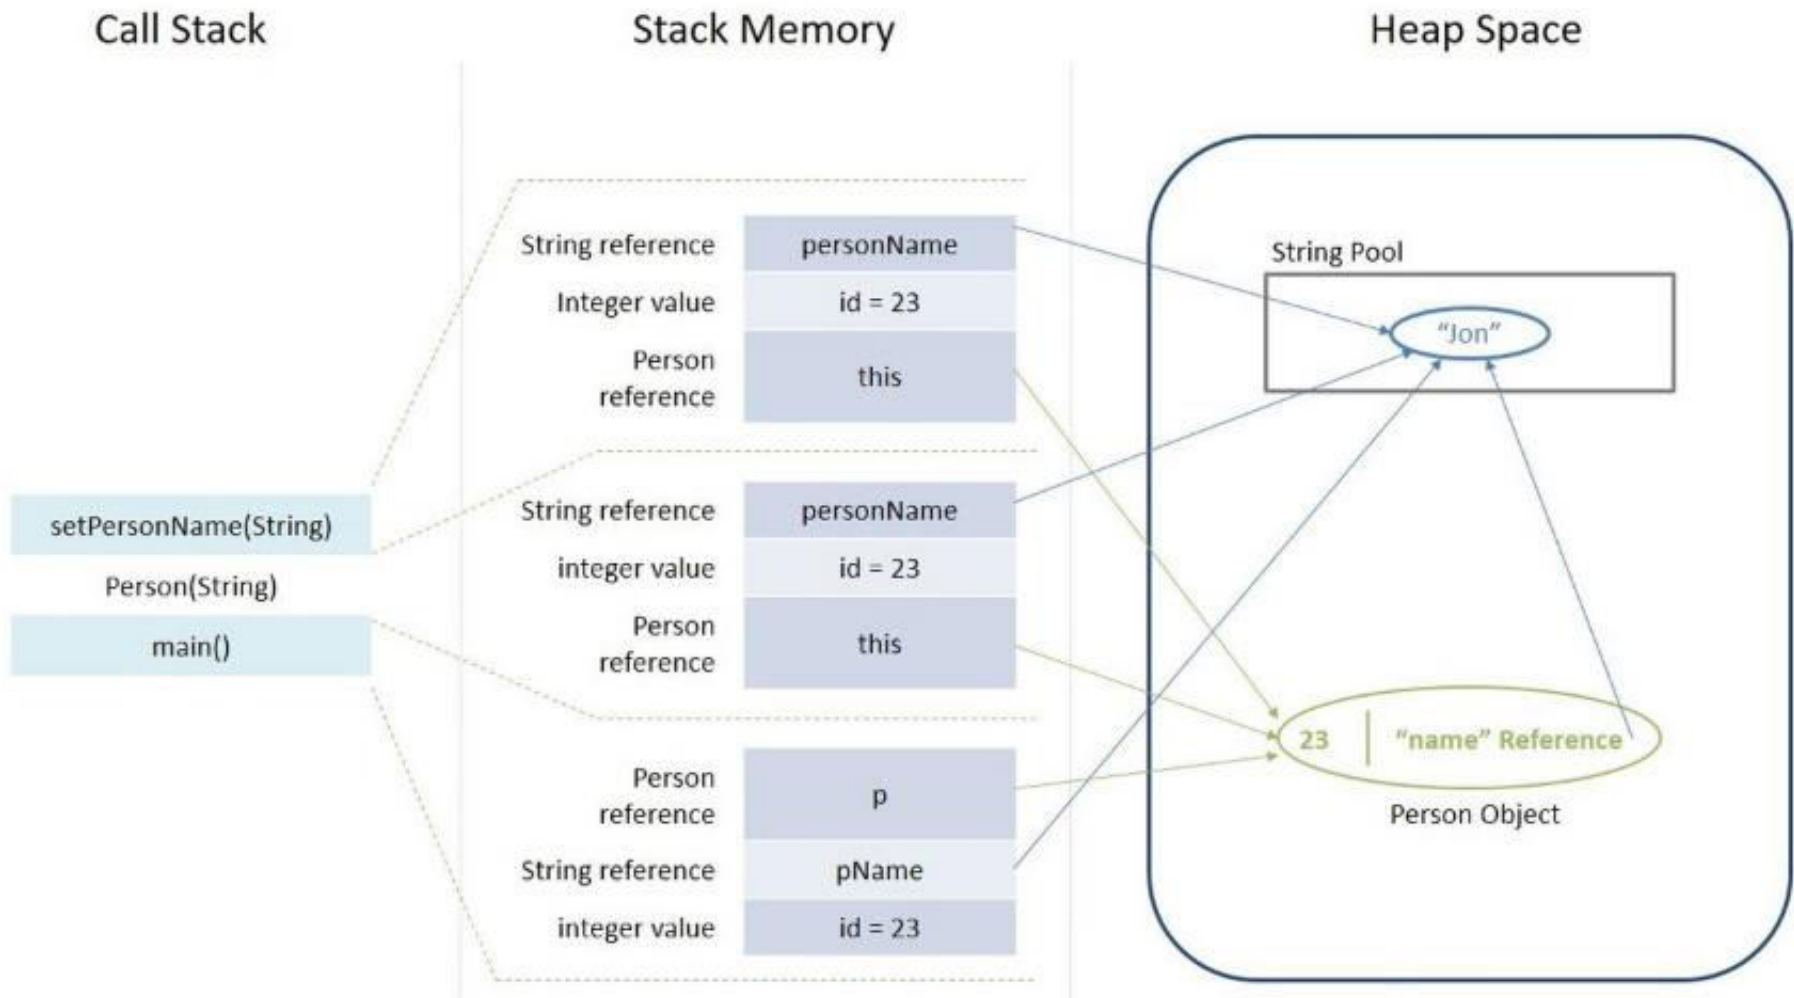 Call Stack
Stack Memory
Heap Space
String reference
personName
Integer value
id = 23
Person
reference
this
String reference
personName
integer value
id = 23
Person
reference
this
Person
reference
p
String reference
pName
integer value
id = 23
setPersonName(String)
Person(String)
main()
String Pool
“Jon”
23
“name” Reference
Person Object